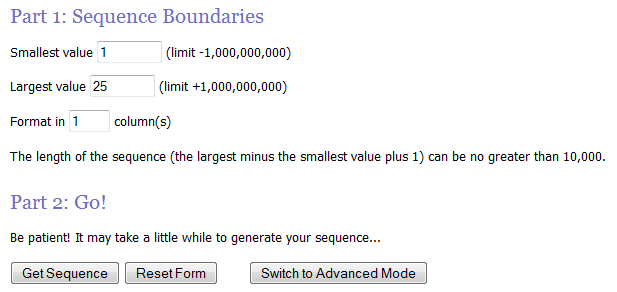 Part 1: Sequence Boundaries
Smallest value 1 (limit -1,000,000,000)
Largest value 25 (limit +1,000,000,000)
Format in 1 column(s)
The length of the sequence (the largest minus the smallest value plus 1) can be no greater than 10,000.
Part 2: Go!
Be patient! It may take a little while to generate your sequence...
Get Sequence Reset Form Switch to Advanced Mode